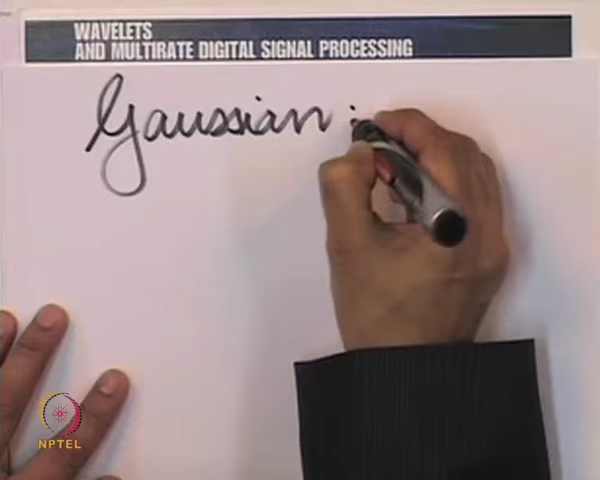 WAVELETS
AND MULTIRATE DIGITAL SIGNAL PROCESSING
Gaussian :
NPTEL